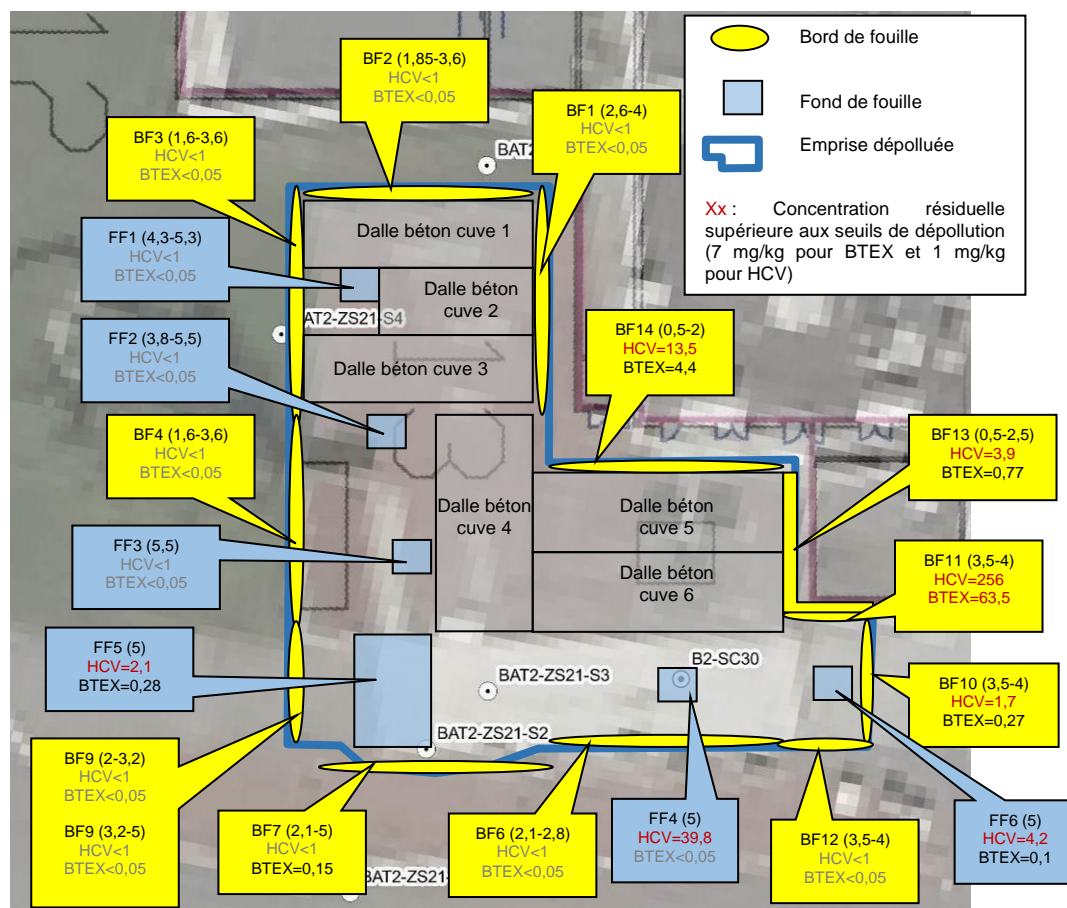 BF2 (1,85-3,6)
HCV<1
BTEX<0,05
BF1 (2,6-4)
HCV<1
BTEX<0,05
BF3 (1,6-3,6)
HCV<1
BTEX<0,05
BAT2
Bord de fouille
Fond de fouille
Emprise dépolluée
Xx : Concentration résiduelle
supérieure aux seuils de dépollution
(7 mg/kg pour BTEX et 1 mg/kg
pour HCV)
FF1 (4,3-5,3)
HCV<1
BTEX<0,05
Dalle béton cuve 1
Dalle béton
cuve 2
AT2-ZS21-S4
Dalle béton cuve 3
FF2 (3,8-5,5)
HCV<1
BTEX<0,05
BF14 (0,5-2)
HCV=13,5
BTEX=4,4
BF4 (1,6-3,6)
HCV<1
BTEX<0,05
BF13 (0,5-2,5)
HCV=3,9
BTEX=0,77
Dalle béton
cuve 4
Dalle béton
cuve 5
Dalle béton
cuve 6
FF3 (5,5)
HCV<1
BTEX<0,05
BF11 (3,5-4)
HCV=256
BTEX=63,5
FF5 (5)
HCV=2,1
BTEX=0,28
B2-SC30
BAT2-ZS21-S3
BF10 (3,5-4)
HCV=1,7
BTEX=0,27
BAT2-ZS21-S2
BF9 (2-3,2)
HCV<1
BTEX<0,05
BF9 (3,2-5)
HCV<1
BTEX<0,05
BF7 (2,1-5)
HCV<1
BTEX=0,15
BF6 (2,1-2,8)
HCV<1
BTEX<0,05
FF4 (5)
HCV=39,8
BTEX<0,05
BF12 (3,5-4)
HCV<1
BTEX<0,05
FF6 (5)
HCV=4,2
BTEX=0,1
BAT2-ZS21